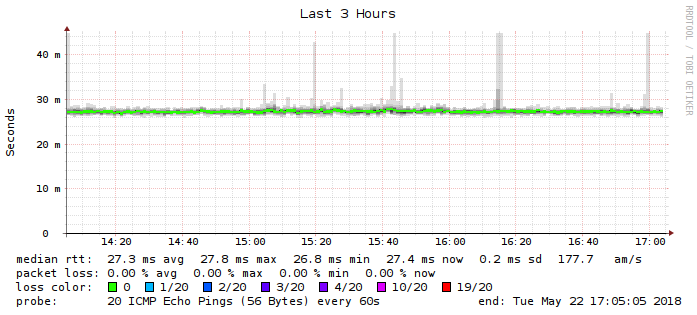 Last 3 Hours
RRDTOOL / TOBI OETIKER
Seconds
40 m
30 m
20 m
10 m
0
14:20 14:40 15:00 15:20 15:40 16:00 16:20 16:40 17:00
median rtt: 27.3 ms avg 27.8 ms max 26.8 ms min 27.4 ms now 0.2 ms sd 177.7 am/s
packet loss: 0.00 % avg 0.00 % max 0.00 % min 0.00 % now
loss color: 0 1/20 2/20 3/20 4/20 10/20 19/20
probe: 20 ICMP Echo Pings (56 Bytes) every 60s end: Tue May 22 17:05:05 2018